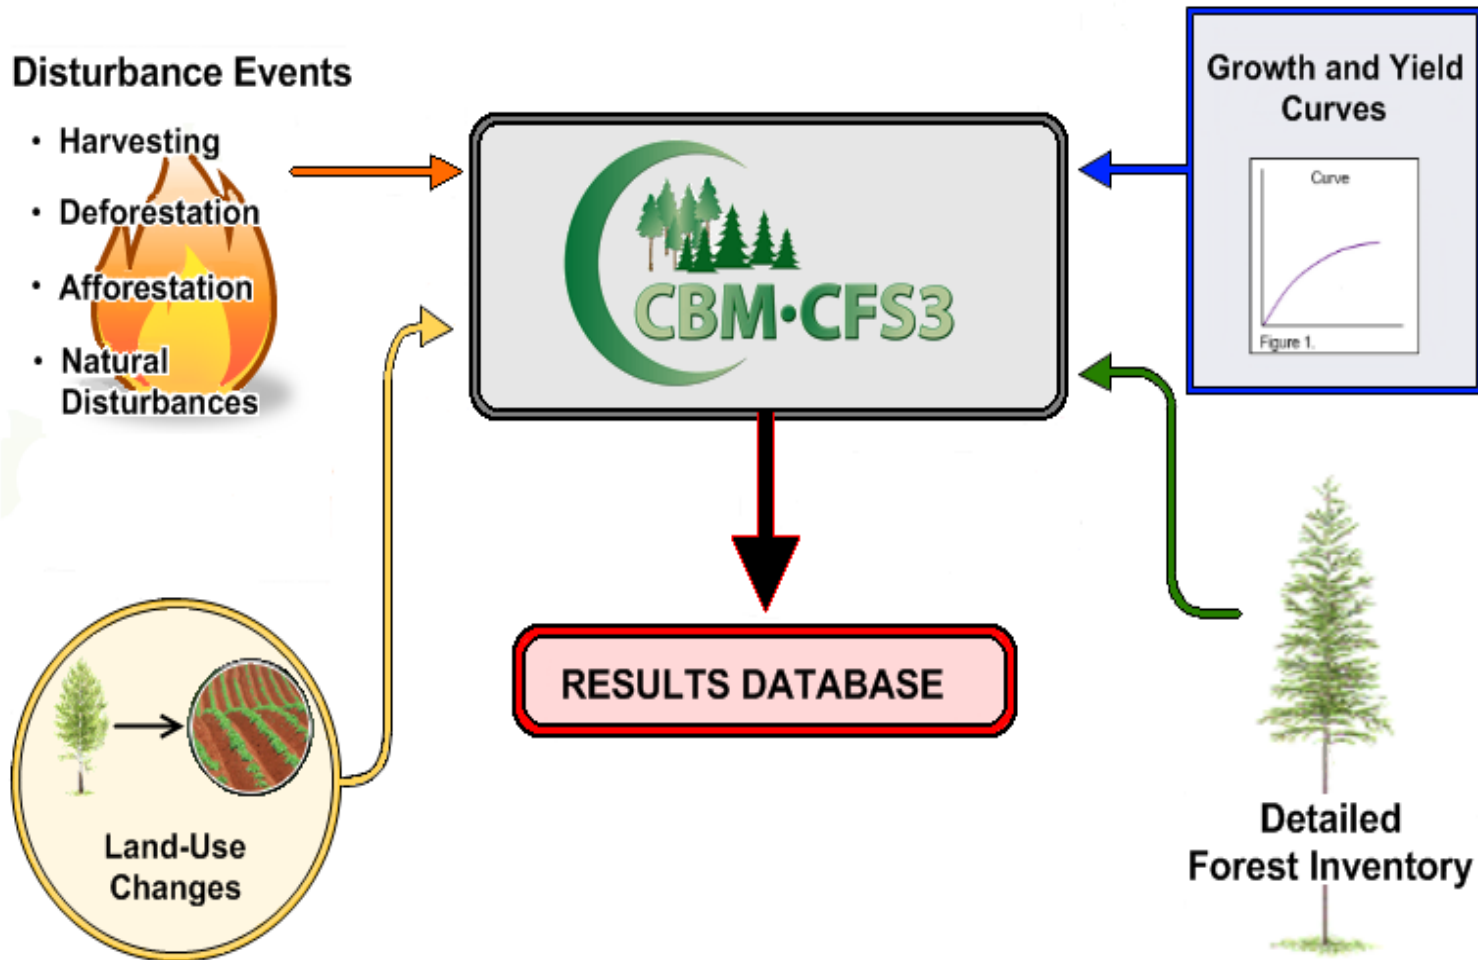 Disturbance Events
• Harvesting
• Deforestation
• Afforestation
• Natural
Disturbances
CBM•CFS3
Growth and Yield
Curves
Curve
Figure 1.
RESULTS DATABASE
Land-Use
Changes
Detailed
Forest Inventory